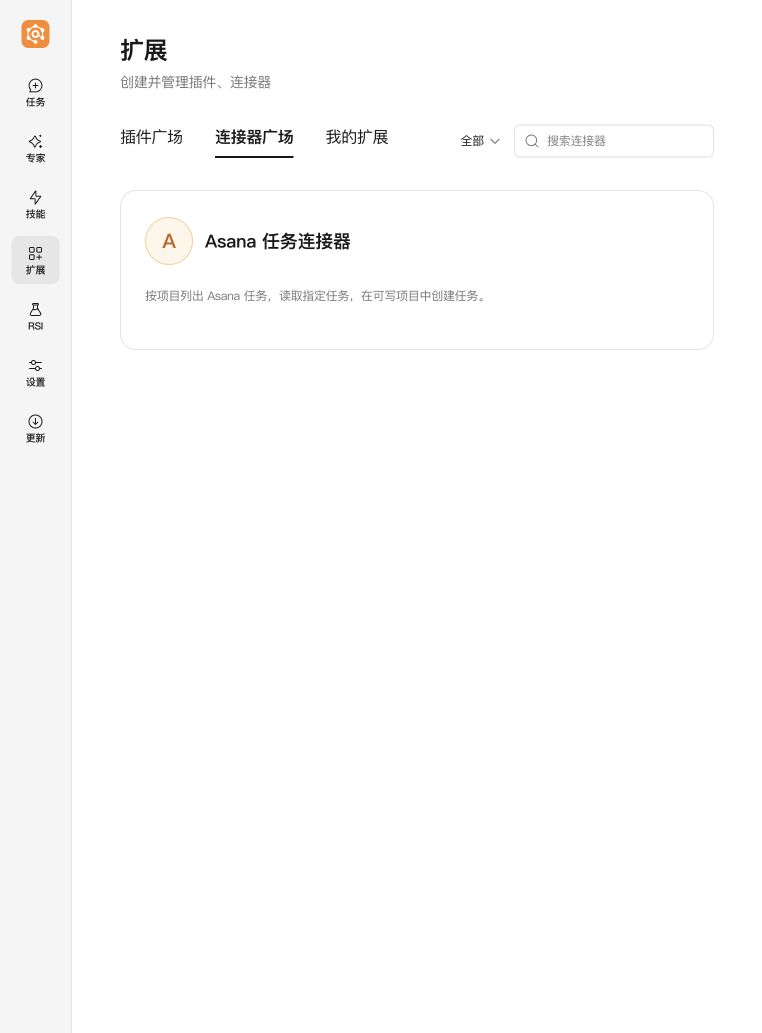 任务
专家
技能
扩展
RSI
设置
更新
扩展
创建并管理插件、连接器
插件广场
连接器广场
我的扩展
全部
搜索连接器
A
Asana 任务连接器
按项目列出 Asana 任务，读取指定任务，在可写项目中创建任务。